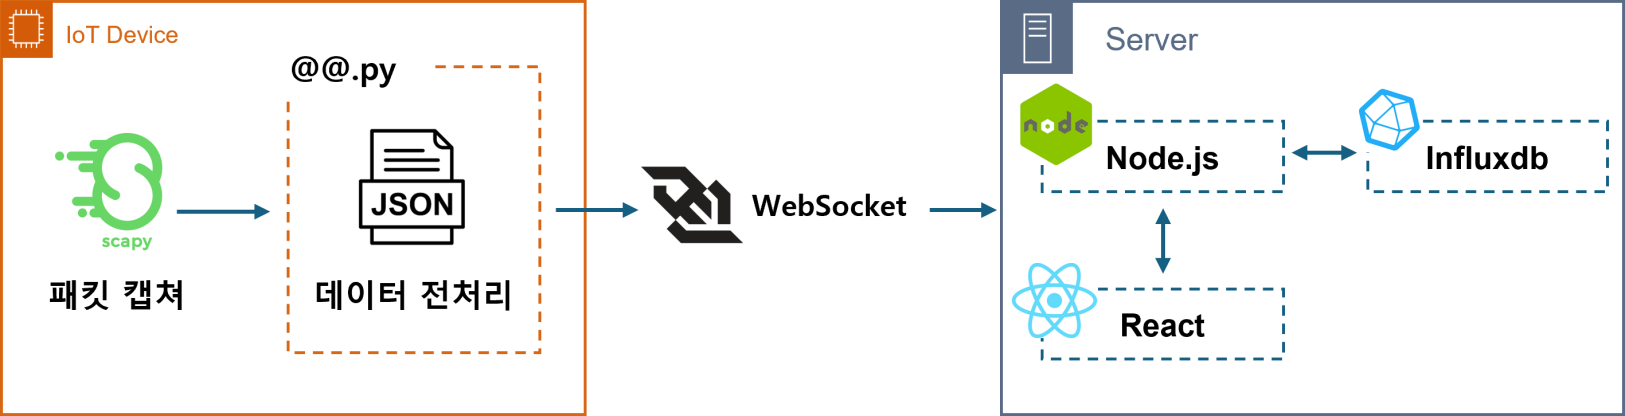 IoT Device
@@.py
scapy
패킷 캡쳐
JSON
데이터 전처리
WebSocket
Server
node
Node.js
Influxdb
React